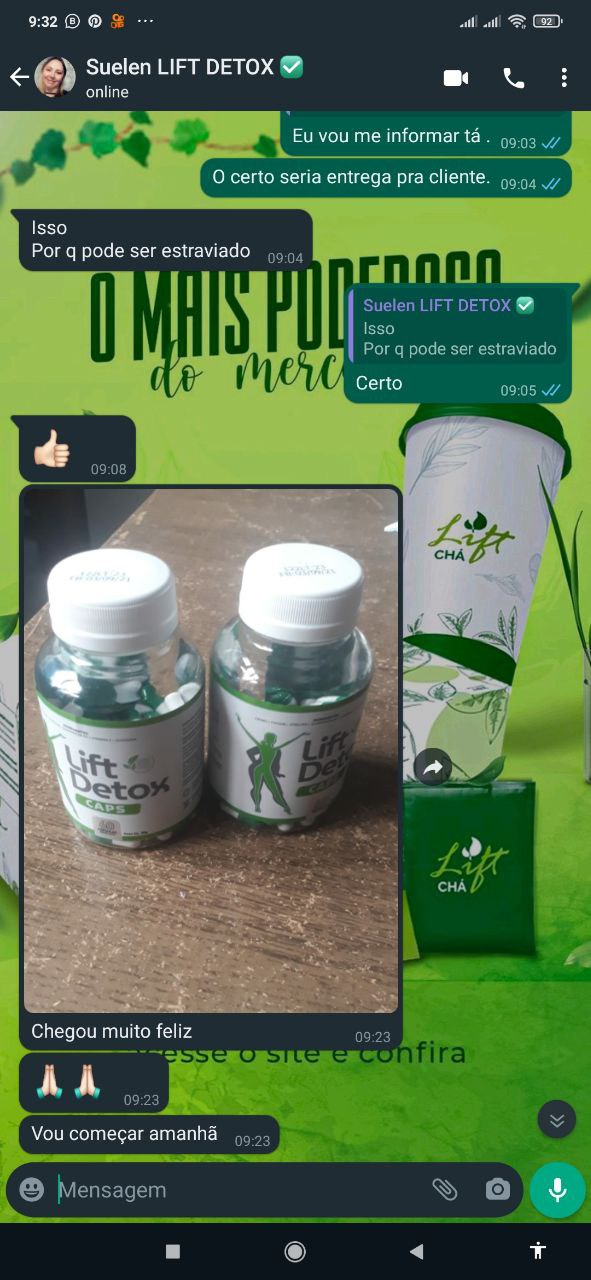 9:32
92
Suelen LIFT DETOX
online
Eu vou me informar tá . 09:03
O certo seria entrega pra cliente. 09:04
Isso
Por q pode ser estraviado 09:04
O MAIS PODEROSO
do merc
Suelen LIFT DETOX
Isso
Por q pode ser estraviado
Certo 09:05
09:08
Lift
CHÁ
Lift
Detox
CAPS
Lift
Deto
CAP
Lift
CHÁ
Chegou muito feliz 09:23
cesse o site e confira
09:23
Vou começar amanhã 09:23
Mensagem